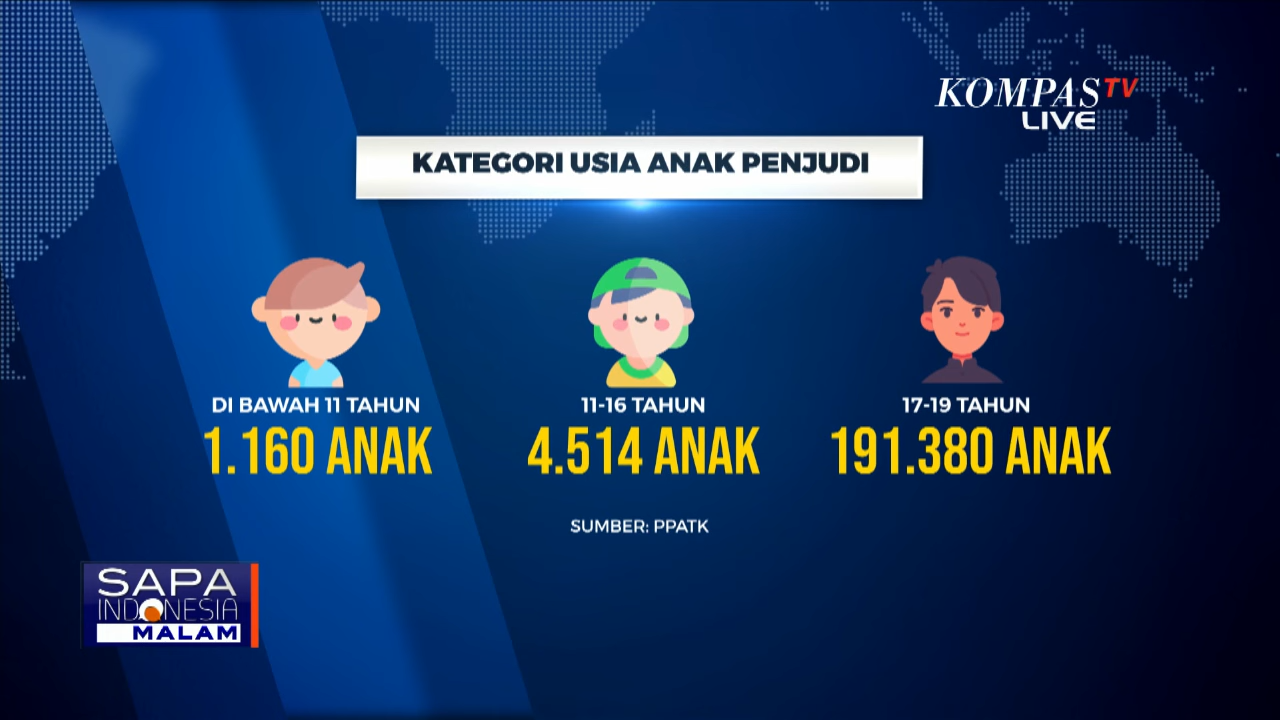 KOMPAS TV
LIVE
KATEGORI USIA ANAK PENJUDI
DI BAWAH 11 TAHUN
1.160 ANAK
11-16 TAHUN
4.514 ANAK
17-19 TAHUN
191.380 ANAK
SUMBER: PPATK
SAPA
INDONESIA
MALAM